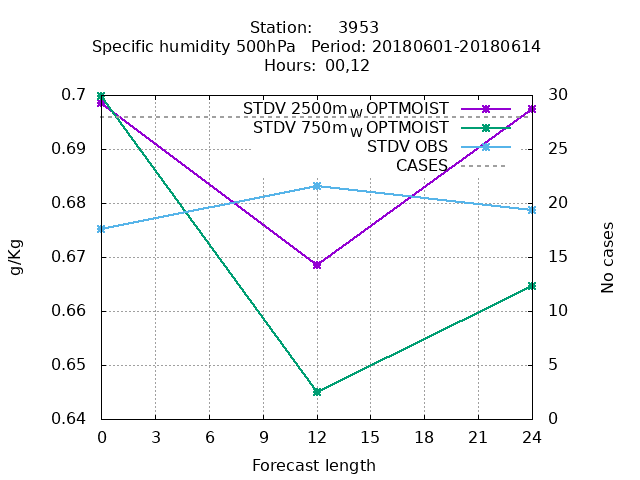 Station: 3953
Specific humidity 500hPa Period: 20180601-20180614
Hours: 00,12
STDV 2500m_W OPTMOIST
STDV 750m_W OPTMOIST
STDV OBS
CASES
0.7
0.69
0.68
0.67
0.66
0.65
0.64
g/Kg
30
25
20
15
10
5
0
No cases
0 3 6 9 12 15 18 21 24
Forecast length